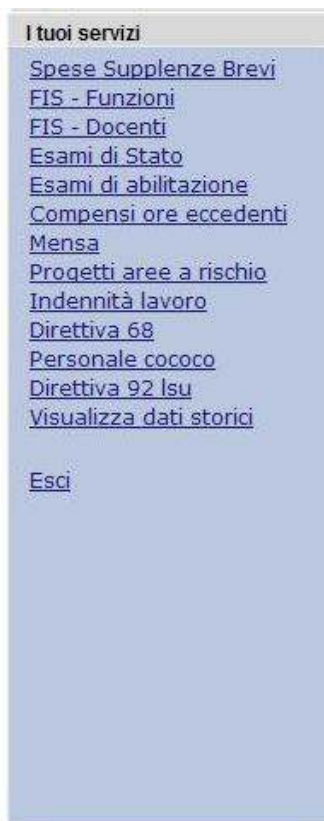 I tuoi servizi
Spese Supplenze Brevi
FIS - Funzioni
FIS - Docenti
Esami di Stato
Esami di abilitazione
Compensi ore eccedenti
Mensa
Progetti aree a rischio
Indennità lavoro
Direttiva 68
Personale cococo
Direttiva 92 lsu
Visualizza dati storici
Esci